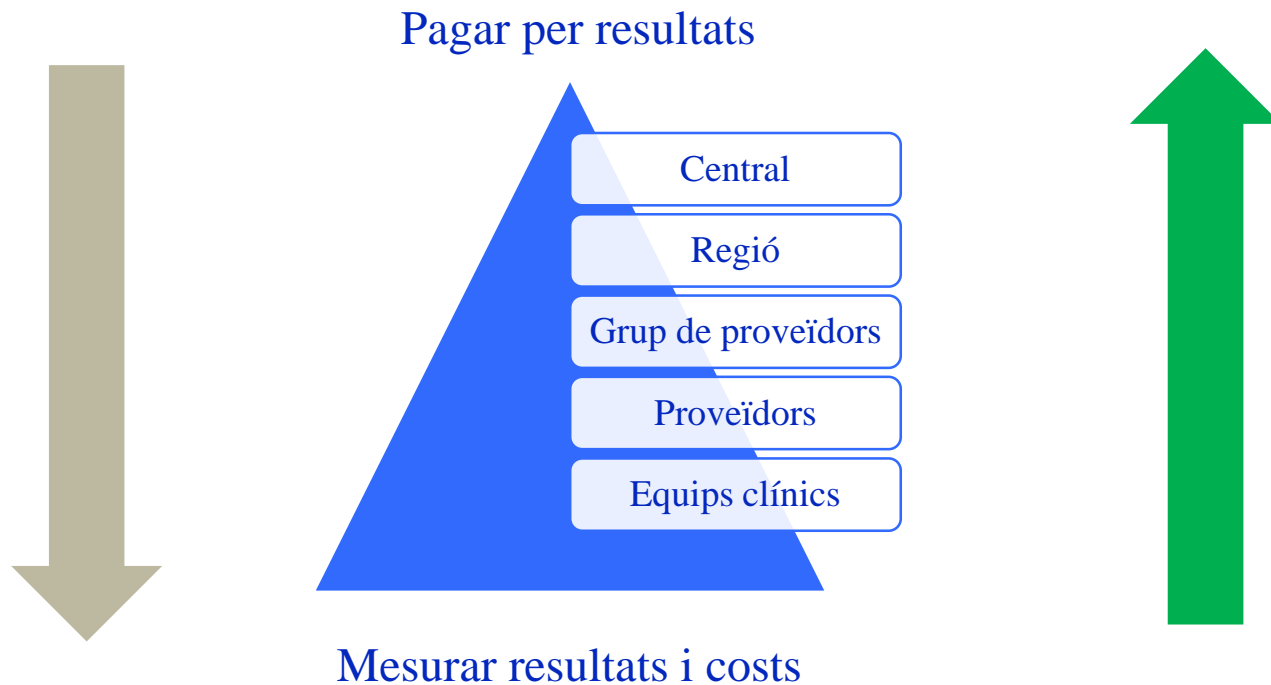 Pagar per resultats
Central
Regió
Grup de proveïdors
Proveïdors
Equips clínics
Mesurar resultats i costs